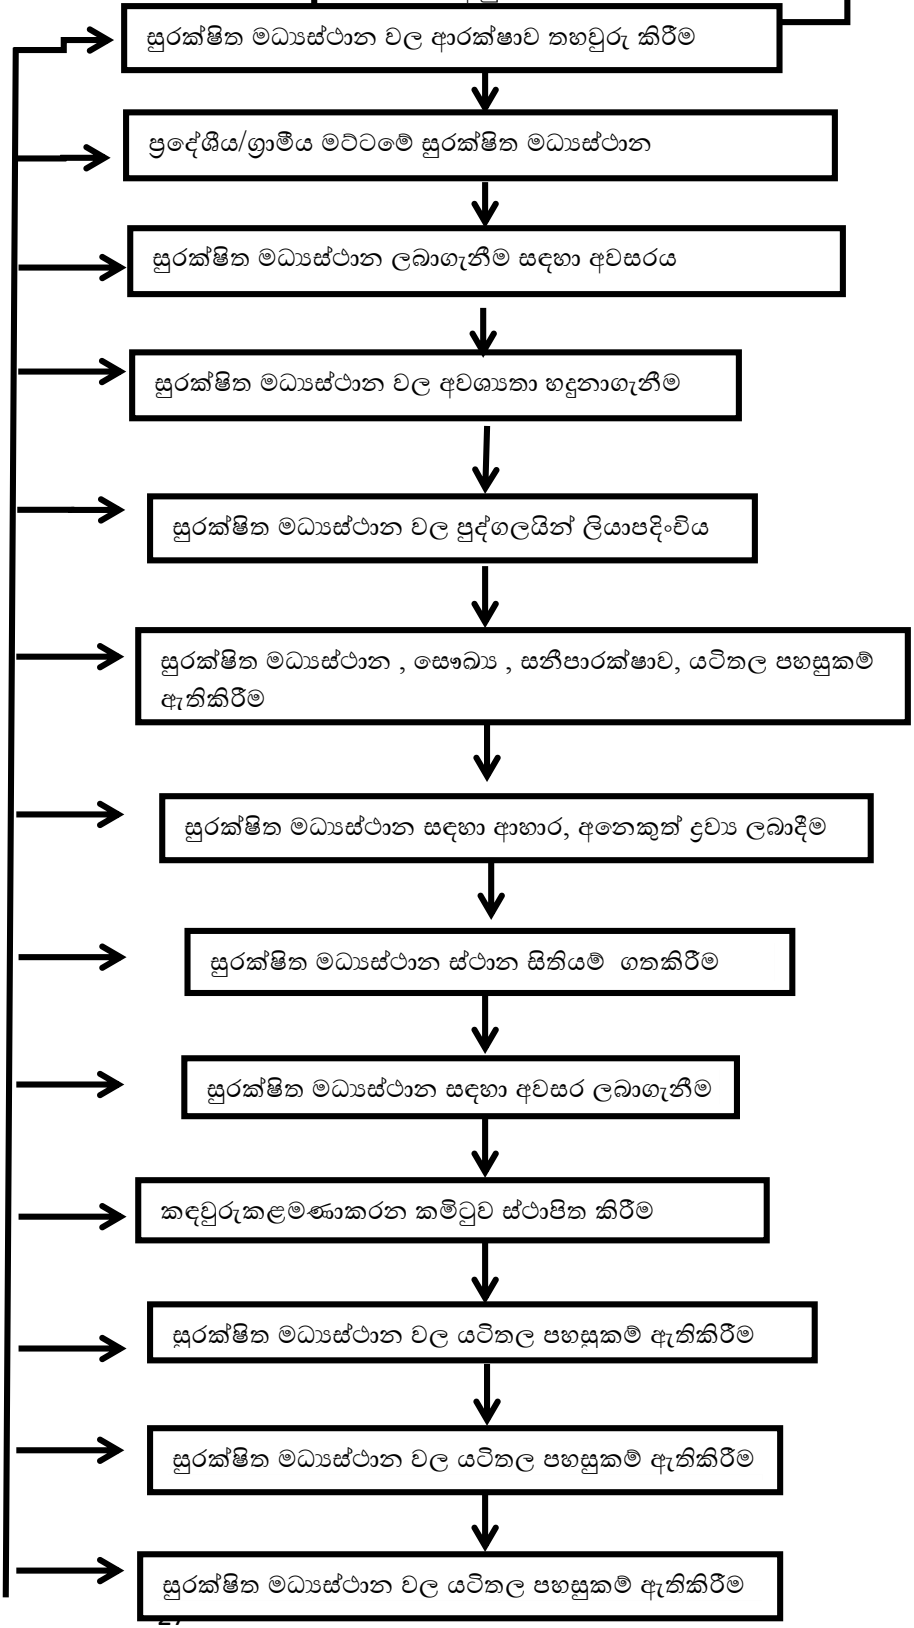 සුරක්ෂිත මධ්‍යස්ථාන වල ආරක්ෂාව තහවුරු කිරීම
ප්‍රදේශීය/ග්‍රාමීය මට්ටමේ සුරක්ෂිත මධ්‍යස්ථාන
සුරක්ෂිත මධ්‍යස්ථාන ලබාගැනීම සඳහා අවසරය
සුරක්ෂිත මධ්‍යස්ථාන වල අවශ්‍යතා හදුනාගැනීම
සුරක්ෂිත මධ්‍යස්ථාන වල පුද්ගලයින් ලියාපදිංචිය
සුරක්ෂිත මධ්‍යස්ථාන , සෞඛ්‍ය , සනීපාරක්ෂාව, යටිතල පහසුකම්
ඇතිකිරීම
සුරක්ෂිත මධ්‍යස්ථාන සඳහා ආහාර, අනෙකුත් ද්‍රව්‍ය ලබාදීම
සුරක්ෂිත මධ්‍යස්ථාන ස්ථාන සිතියම් ගතකිරීම
සුරක්ෂිත මධ්‍යස්ථාන සඳහා අවසර ලබාගැනීම
කඳවුරුකළමණාකරන කමිටුව ස්ථාපිත කිරීම
සුරක්ෂිත මධ්‍යස්ථාන වල යටිතල පහසුකම් ඇතිකිරීම
සුරක්ෂිත මධ්‍යස්ථාන වල යටිතල පහසුකම් ඇතිකිරීම
සුරක්ෂිත මධ්‍යස්ථාන වල යටිතල පහසුකම් ඇතිකිරීම